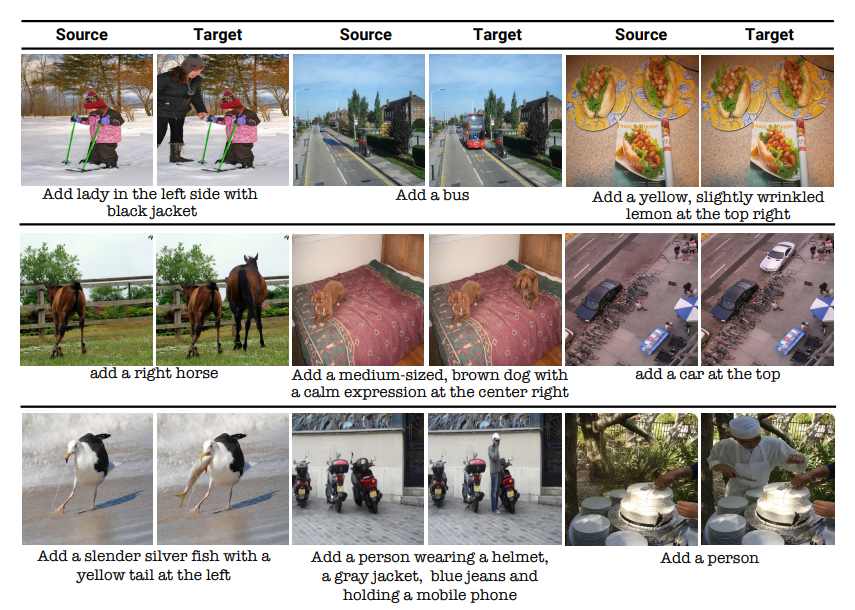 Source Target Source Target Source Target
Add lady in the left side with
black jacket
Add a bus
Add a yellow, slightly wrinkled
lemon at the top right
add a right horse
Add a medium-sized, brown dog with
a calm expression at the center right
add a car at the top
Add a slender silver fish with a
yellow tail at the left
Add a person wearing a helmet,
a gray jacket, blue jeans and
holding a mobile phone
Add a person